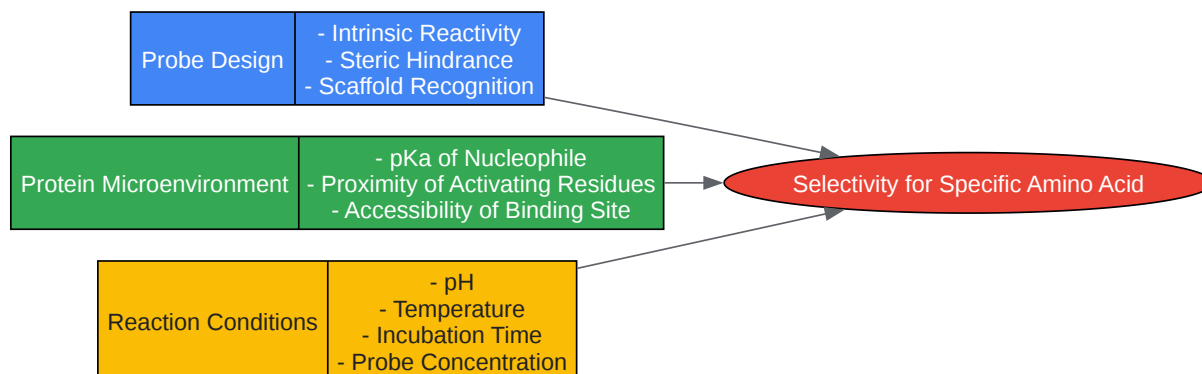 Probe Design
- Intrinsic Reactivity
- Steric Hindrance
- Scaffold Recognition
Protein Microenvironment
- pKa of Nucleophile
- Proximity of Activating Residues
- Accessibility of Binding Site
Selectivity for Specific Amino Acid
Reaction Conditions
- pH
- Temperature
- Incubation Time
- Probe Concentration